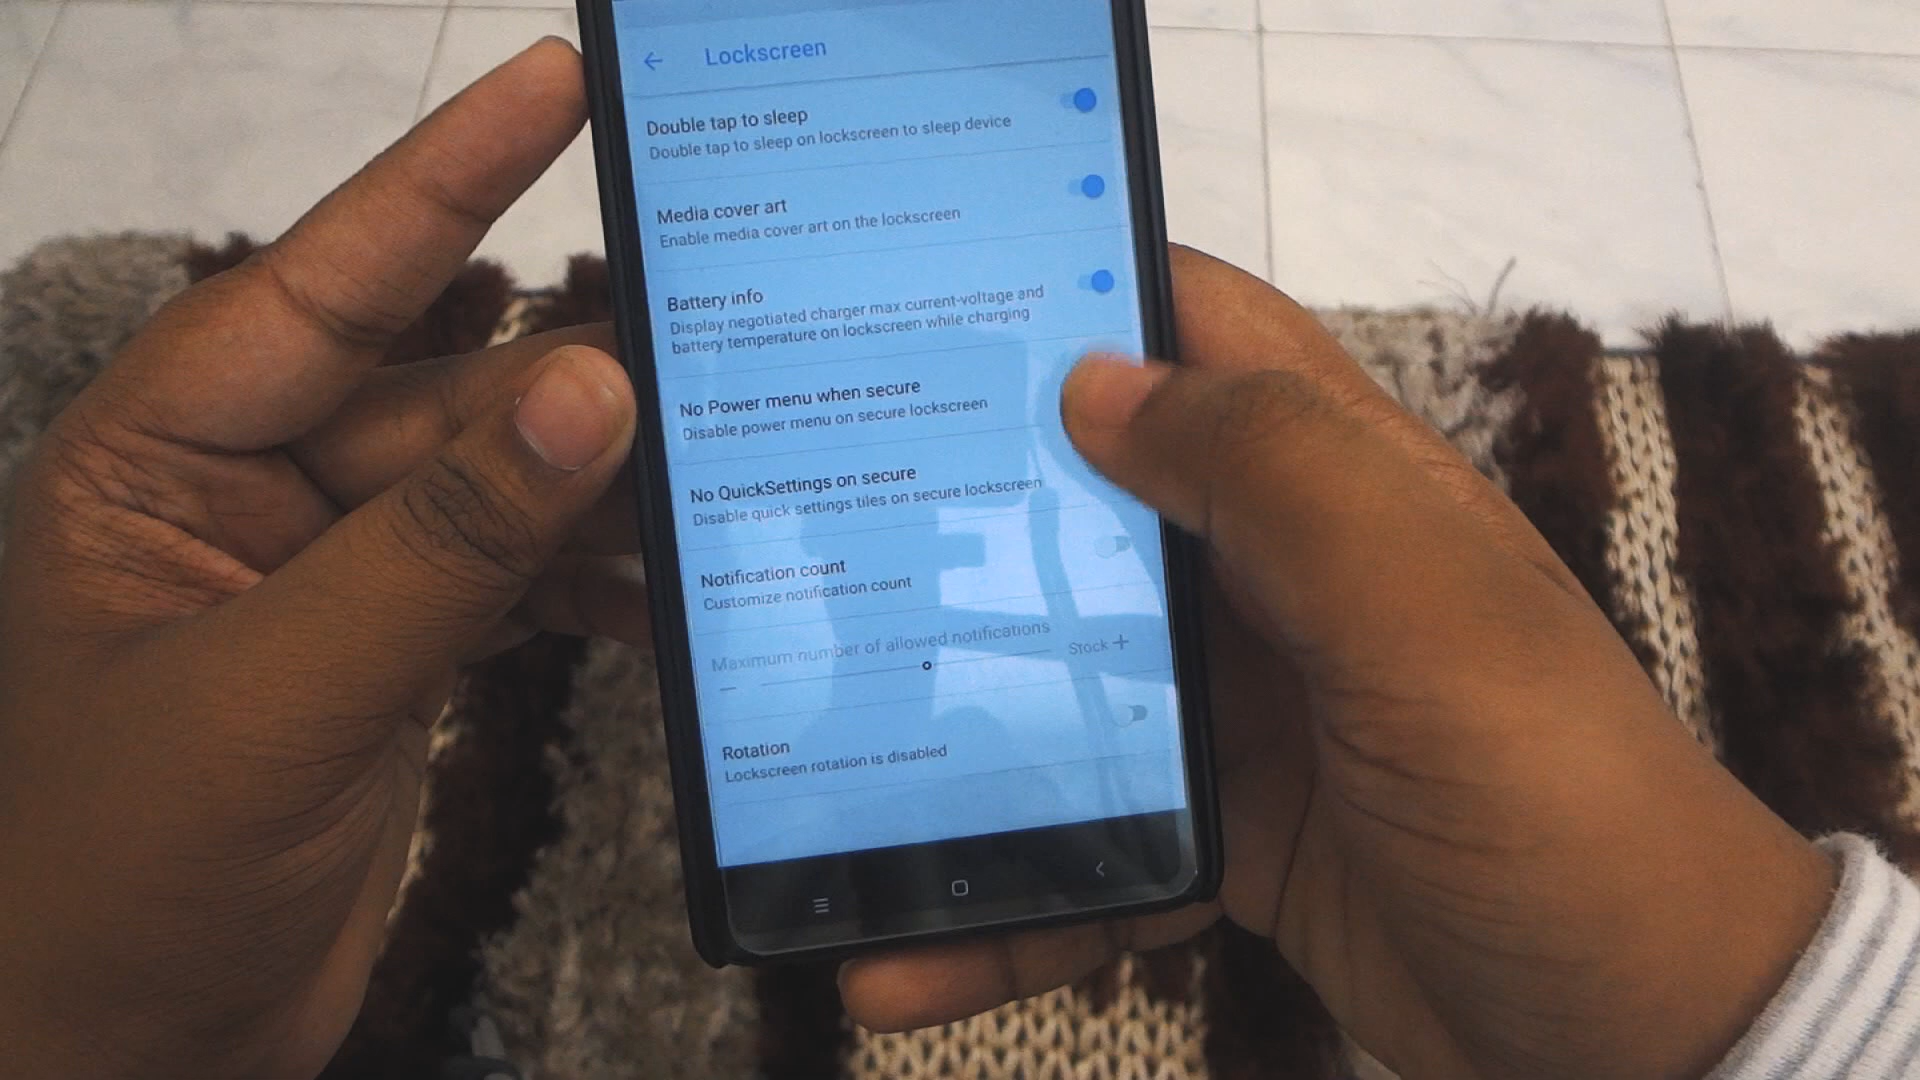 Lockscreen
Double tap to sleep
Double tap to sleep on lockscreen to sleep device
Media cover art
Enable media cover art on the lockscreen
Battery info
Display negotiated charger max current-voltage and
battery temperature on lockscreen while charging
No Power menu when secure
Disable power menu on secure lockscreen
No QuickSettings on secure
Disable quick settings tiles on secure lockscreen
Notification count
Customize notification count
Maximum number of allowed notifications
Stock
Rotation
Lockscreen rotation is disabled